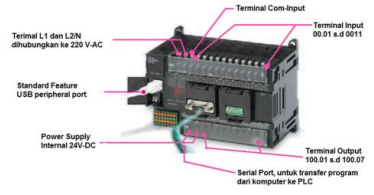 Terminal Com-Input
Terimal L1 dan L2/N
dihubungkan ke 220 V-AC
Terminal Input
00.01 s.d 0011
Standard Feature
USB peripheral port
Power Supply
Internal 24V-DC
Terminal Output
100.01 s.d 100.07
Serial Port, untuk transfer program
dari komputer ke PLC